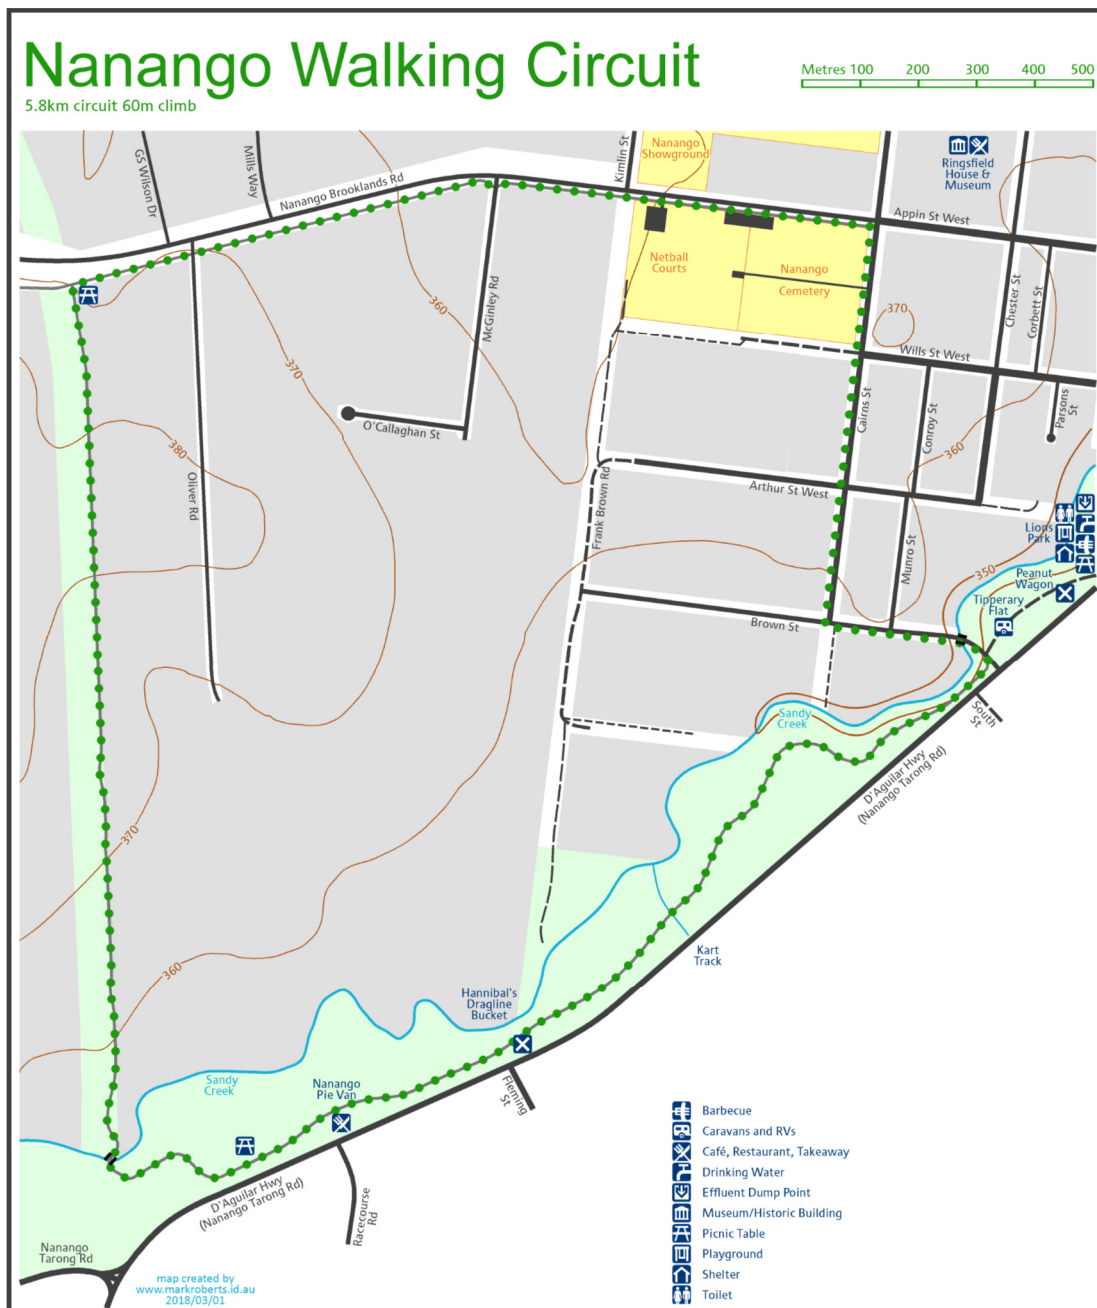 Nanango Walking Circuit
5.8km circuit 60m climb
Metres 100 200 300 400 500
GS Wilson Dr
Mills Way
Nanango Brooklands Rd
Kimlin St
Nanango
Showground
Ringsfield
House &
Museum
Appin St West
Netball
Courts
Nanango
Cemetery
McGinley Rd
360
370
370
Chester St
Corbett St
Wills St West
Cairns St
Conroy St
Parsons
St
O'Callaghan St
380
Oliver Rd
Frank Brown Rd
Arthur St West
360
Munro St
Lions
Park
350
Peanut
Wagon
Tipperary
Flat
Brown St
South
St
Sandy
Creek
D'Aguilar Hwy
(Nanango Tarong Rd)
370
Kart
Track
360
Hannibal's
Dragline
Bucket
Sandy
Creek
Nanango
Pie Van
Fleming
St
D'Aguilar Hwy
(Nanango Tarong Rd)
Racecourse
Rd
Nanango
Tarong Rd
map created by
www.markroberts.id.au
2018/03/01
Barbecue
Caravans and RVs
Café, Restaurant, Takeaway
Drinking Water
Effluent Dump Point
Museum/Historic Building
Picnic Table
Playground
Shelter
Toilet